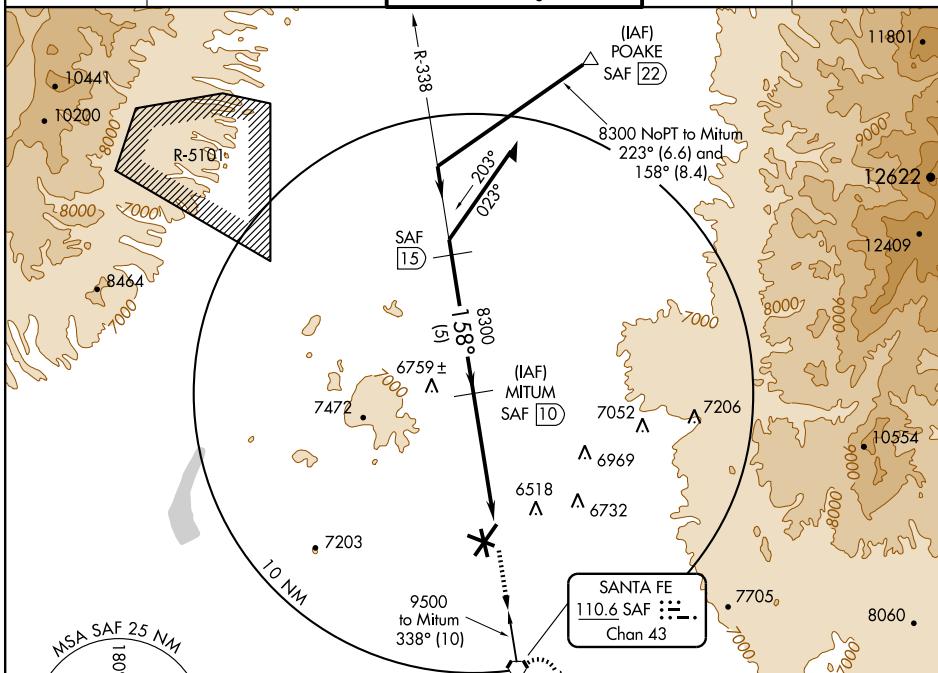 R-338
(IAF)
POAKE
SAF 22
11801
10441
10200
8000
R-5101
8300 NoPT to Mitum
223° (6.6) and
158° (8.4)
9000
12622
203°
023°
8000
7000
12409
SAF
15
8464
7000
8300
158°
(5)
7000
8000
9000
6759 ±
7000
(IAF)
MITUM
SAF 10
7472
7052
7206
10554
9000
6969
6518
6732
8000
7203
10 NM
SANTA FE
110.6 SAF
Chan 43
7705
8060
9500
to Mitum
338° (10)
7000
7000
MSA SAF 25 NM
180°